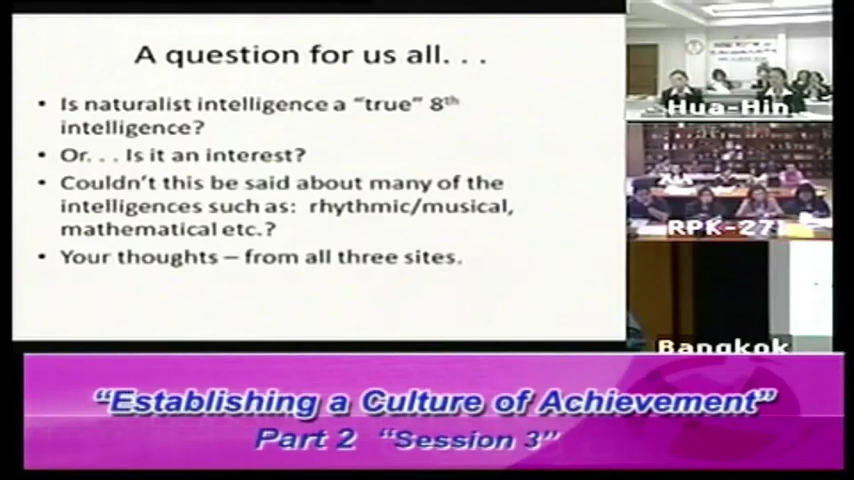 A question for us all. . .
• Is naturalist intelligence a “true” 8th
intelligence?
• Or. . . Is it an interest?
• Couldn’t this be said about many of the
intelligences such as: rhythmic/musical,
mathematical etc.?
• Your thoughts – from all three sites.
Hua-Hin
RPK-27
Bangkok
“Establishing a Culture of Achievement”
Part 2 “Session 3”